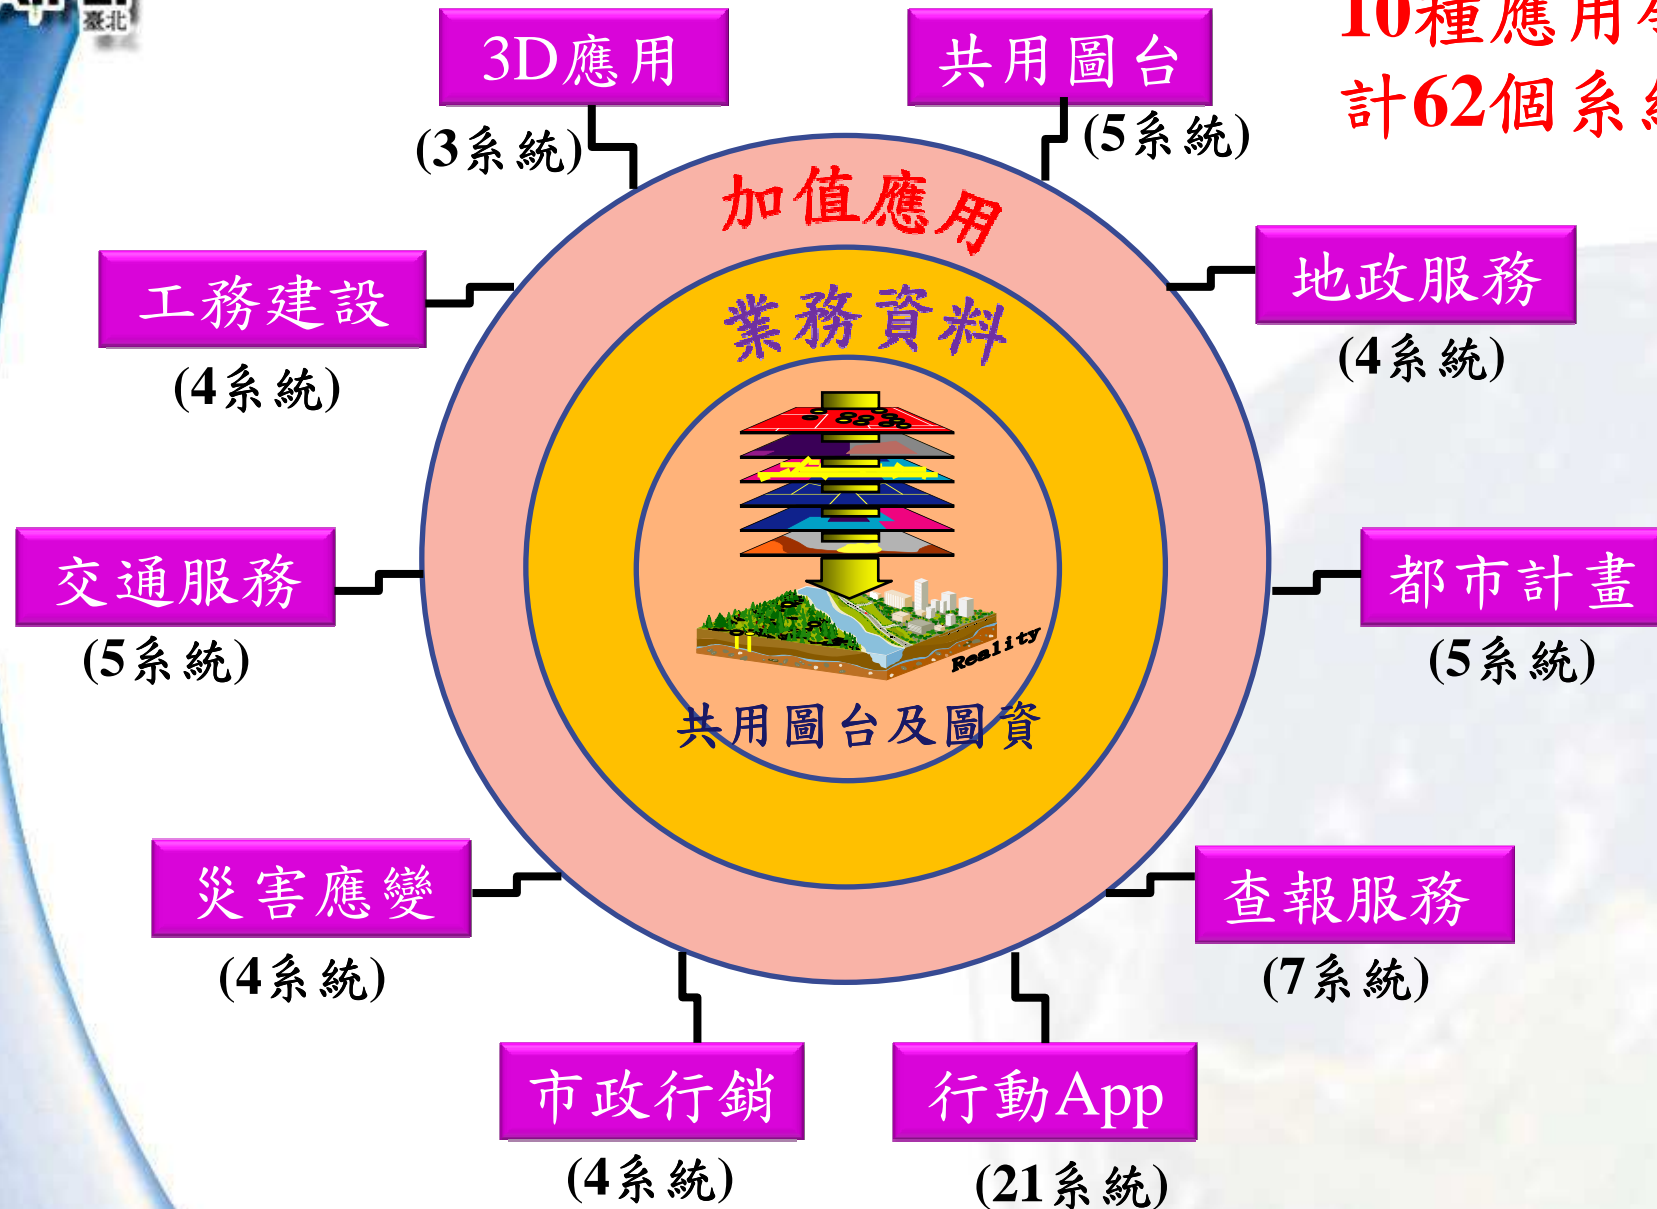 臺北
10種應用
計62個系統
3D應用
(3系統)
共用圖台
(5系統)
加值應用
業務資料
工務建設
(4系統)
地政服務
(4系統)
交通服務
(5系統)
都市計畫
(5系統)
Reality
共用圖台及圖資
災害應變
(4系統)
查報服務
(7系統)
市政行銷
(4系統)
行動App
(21系統)